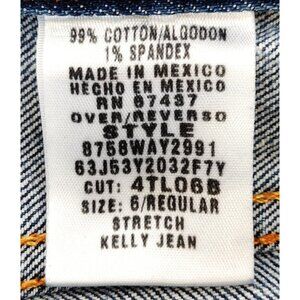 99% COTTON/ALGODON
1% SPANDEX
MADE IN MEXICO
HECHO EN MEXICO
RN 67437
OVER/REVERSO
STYLE
8758WAY2991
63J53Y2032F7Y
CUT: 4TL06B
SIZE: 6/REGULAR
STRETCH
KELLY JEAN